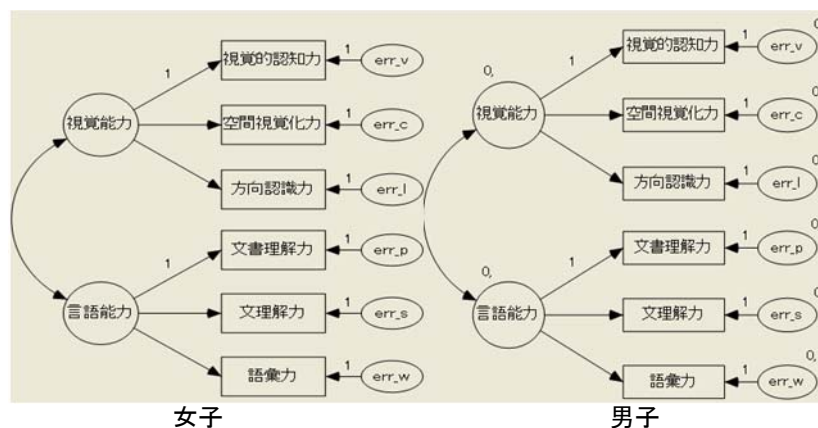 視覚的認知力
1
1
err_v
視覚能力
空間視覚化力
1
err_c
方向認識力
1
err_l
文書理解力
1
1
err_p
言語能力
文理解力
1
err_s
語彙力
1
err_w
女子
0
視覚的認知力
1
1
err_v
0,
視覚能力
0
空間視覚化力
1
err_c
0
方向認識力
1
err_l
0
文書理解力
1
1
err_p
0,
言語能力
0
文理解力
1
err_s
0,
語彙力
1
err_w
男子